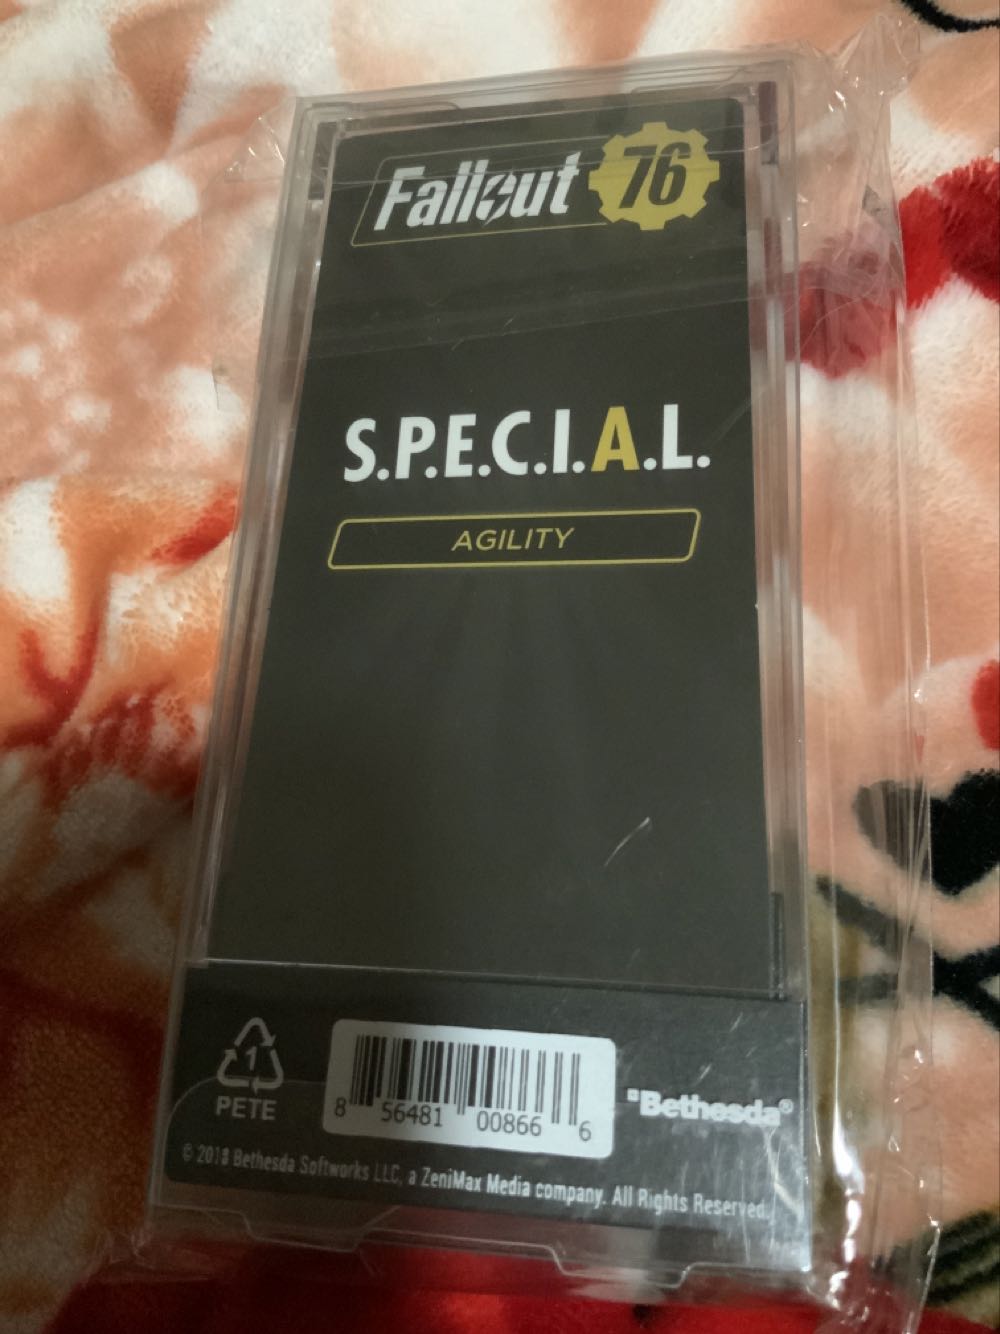 Fallout 76
S.P.E.C.I.A.L.
AGILITY
1
PETE
8 56481 00866 6
Bethesda®
© 2018 Bethesda Softworks LLC, a ZeniMax Media company. All Rights Reserved.